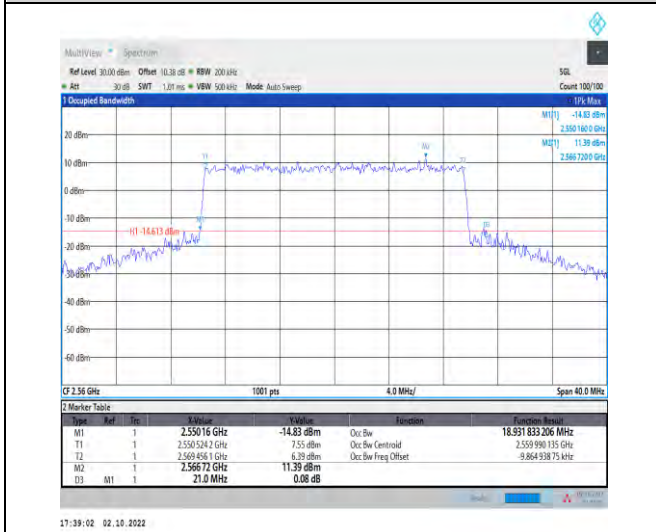 MultiView Spectrum
Ref Level 30.00 dBm Offset 10.38 dB RBW 200 kHz SGL
Att 30 dB SWT 1.01 ms VBW 500 kHz Mode Auto Sweep Count 100/100
1 Occupied Bandwidth 1Pk Max
M1[1] -14.83 dBm
2.550 160 0 GHz
M2[1] 11.39 dBm
2.566 720 0 GHz
20 dBm
M2
T1
T2
10 dBm
0 dBm
-10 dBm
M1
D3
H1 -14.613 dBm
-20 dBm
-30 dBm
-40 dBm
-50 dBm
-60 dBm
CF 2.56 GHz 1001 pts 4.0 MHz/ Span 40.0 MHz
2 Marker Table
Type Ref Trc X-Value Y-Value Function Function Result
M1 1 2.550 16 GHz -14.83 dBm Occ Bw 18.931 833 206 MHz
T1 1 2.550 524 2 GHz 7.55 dBm Occ Bw Centroid 2.559 990 135 GHz
T2 1 2.569 456 1 GHz 6.39 dBm Occ Bw Freq Offset -9.864 938 75 kHz
M2 1 2.566 72 GHz 11.39 dBm
D3 M1 1 21.0 MHz 0.08 dB
17:39:02 02.10.2022